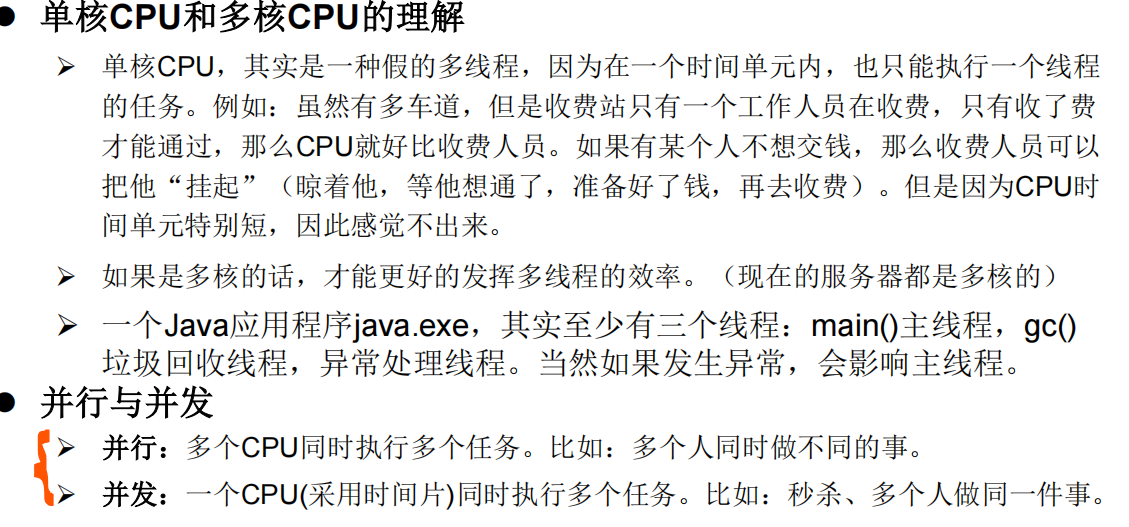 ● 单核CPU和多核CPU的理解
➢ 单核CPU，其实是一种假的多线程，因为在一个时间单元内，也只能执行一个线程
的任务。例如：虽然有多车道，但是收费站只有一个工作人员在收费，只有收了费
才能通过，那么CPU就好比收费人员。如果有某个人不想交钱，那么收费人员可以
把他“挂起”（晾着他，等他想通了，准备好了钱，再去收费）。但是因为CPU时
间单元特别短，因此感觉不出来。
➢ 如果是多核的话，才能更好的发挥多线程的效率。（现在的服务器都是多核的）
➢ 一个Java应用程序java.exe，其实至少有三个线程：main()主线程，gc()
垃圾回收线程，异常处理线程。当然如果发生异常，会影响主线程。
● 并行与并发
➢ 并行：多个CPU同时执行多个任务。比如：多个人同时做不同的事。
➢ 并发：一个CPU(采用时间片)同时执行多个任务。比如：秒杀、多个人做同一件事。